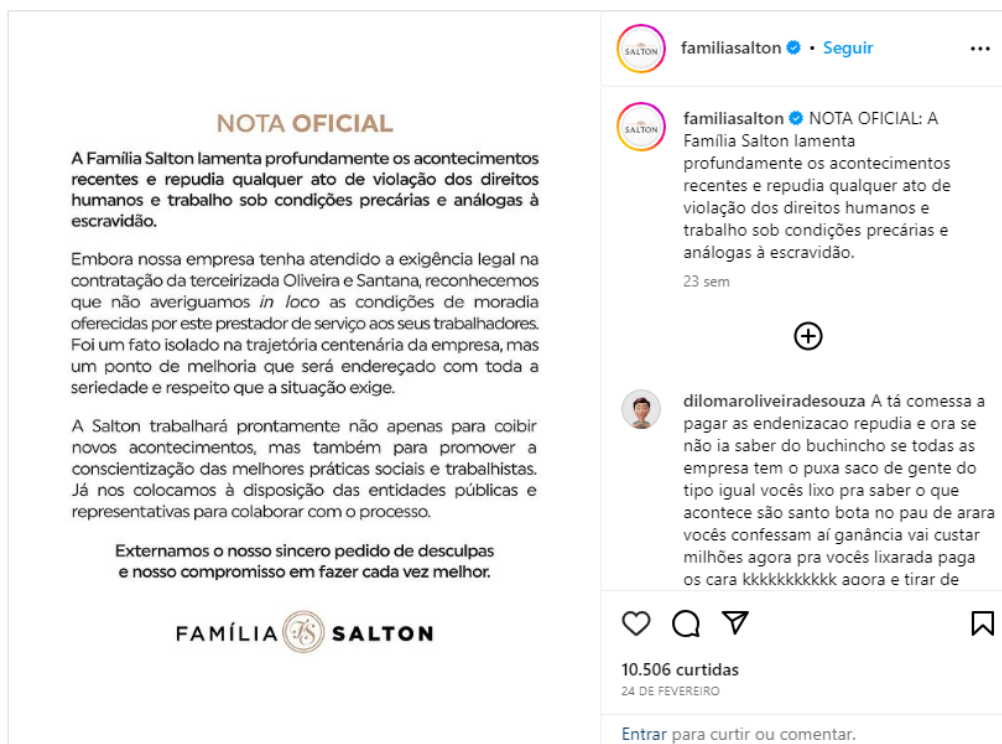 NOTA OFICIAL
A Família Salton lamenta profundamente os acontecimentos
recentes e repudia qualquer ato de violação dos direitos
humanos e trabalho sob condições precárias e análogas à
escravidão.
Embora nossa empresa tenha atendido a exigência legal na
contratação da terceirizada Oliveira e Santana, reconhecemos
que não averiguamos in loco as condições de moradia
oferecidas por este prestador de serviço aos seus trabalhadores.
Foi um fato isolado na trajetória centenária da empresa, mas
um ponto de melhoria que será endereçado com toda a
seriedade e respeito que a situação exige.
A Salton trabalhará prontamente não apenas para coibir
novos acontecimentos, mas também para promover a
conscientização das melhores práticas sociais e trabalhistas.
Já nos colocamos à disposição das entidades públicas e
representativas para colaborar com o processo.
Externamos o nosso sincero pedido de desculpas
e nosso compromisso em fazer cada vez melhor.
FAMÍLIA FS SALTON
SALTON
familiasalton • Seguir
SALTON
familiasalton NOTA OFICIAL: A
Família Salton lamenta
profundamente os acontecimentos
recentes e repudia qualquer ato de
violação dos direitos humanos e
trabalho sob condições precárias e
análogas à escravidão.
23 sem
dilomaroliveiradesouza A tá comessa a
pagar as endenizacao repudia e ora se
não ia saber do buchincho se todas as
empresa tem o puxa saco de gente do
tipo igual vocês lixo pra saber o que
acontece são santo bota no pau de arara
vocês confessam aí ganância vai custar
milhões agora pra vocês lixarada paga
os cara kkkkkkkkkkk agora e tirar de
10.506 curtidas
24 DE FEVEREIRO
Entrar para curtir ou comentar.